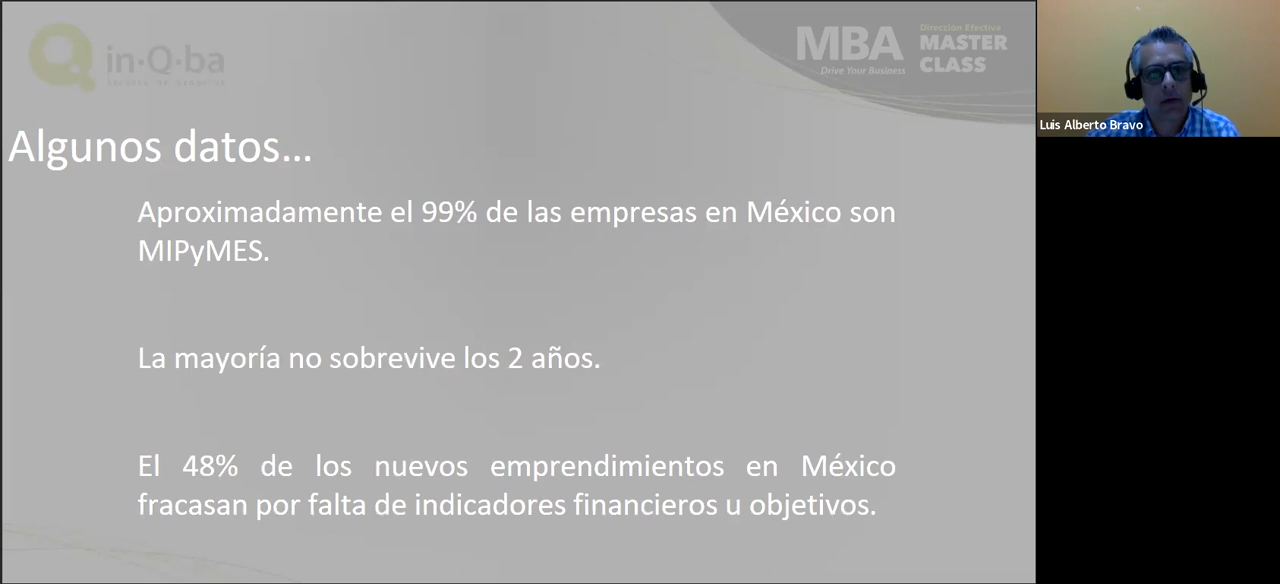 in·Q·ba
MBA
Drive Your Business
Dirección Efectiva
MASTER
CLASS
Luis Alberto Bravo
Algunos datos...
Aproximadamente el 99% de las empresas en México son
MIPyMES.
La mayoría no sobrevive los 2 años.
El 48% de los nuevos emprendimientos en México
fracasan por falta de indicadores financieros u objetivos.